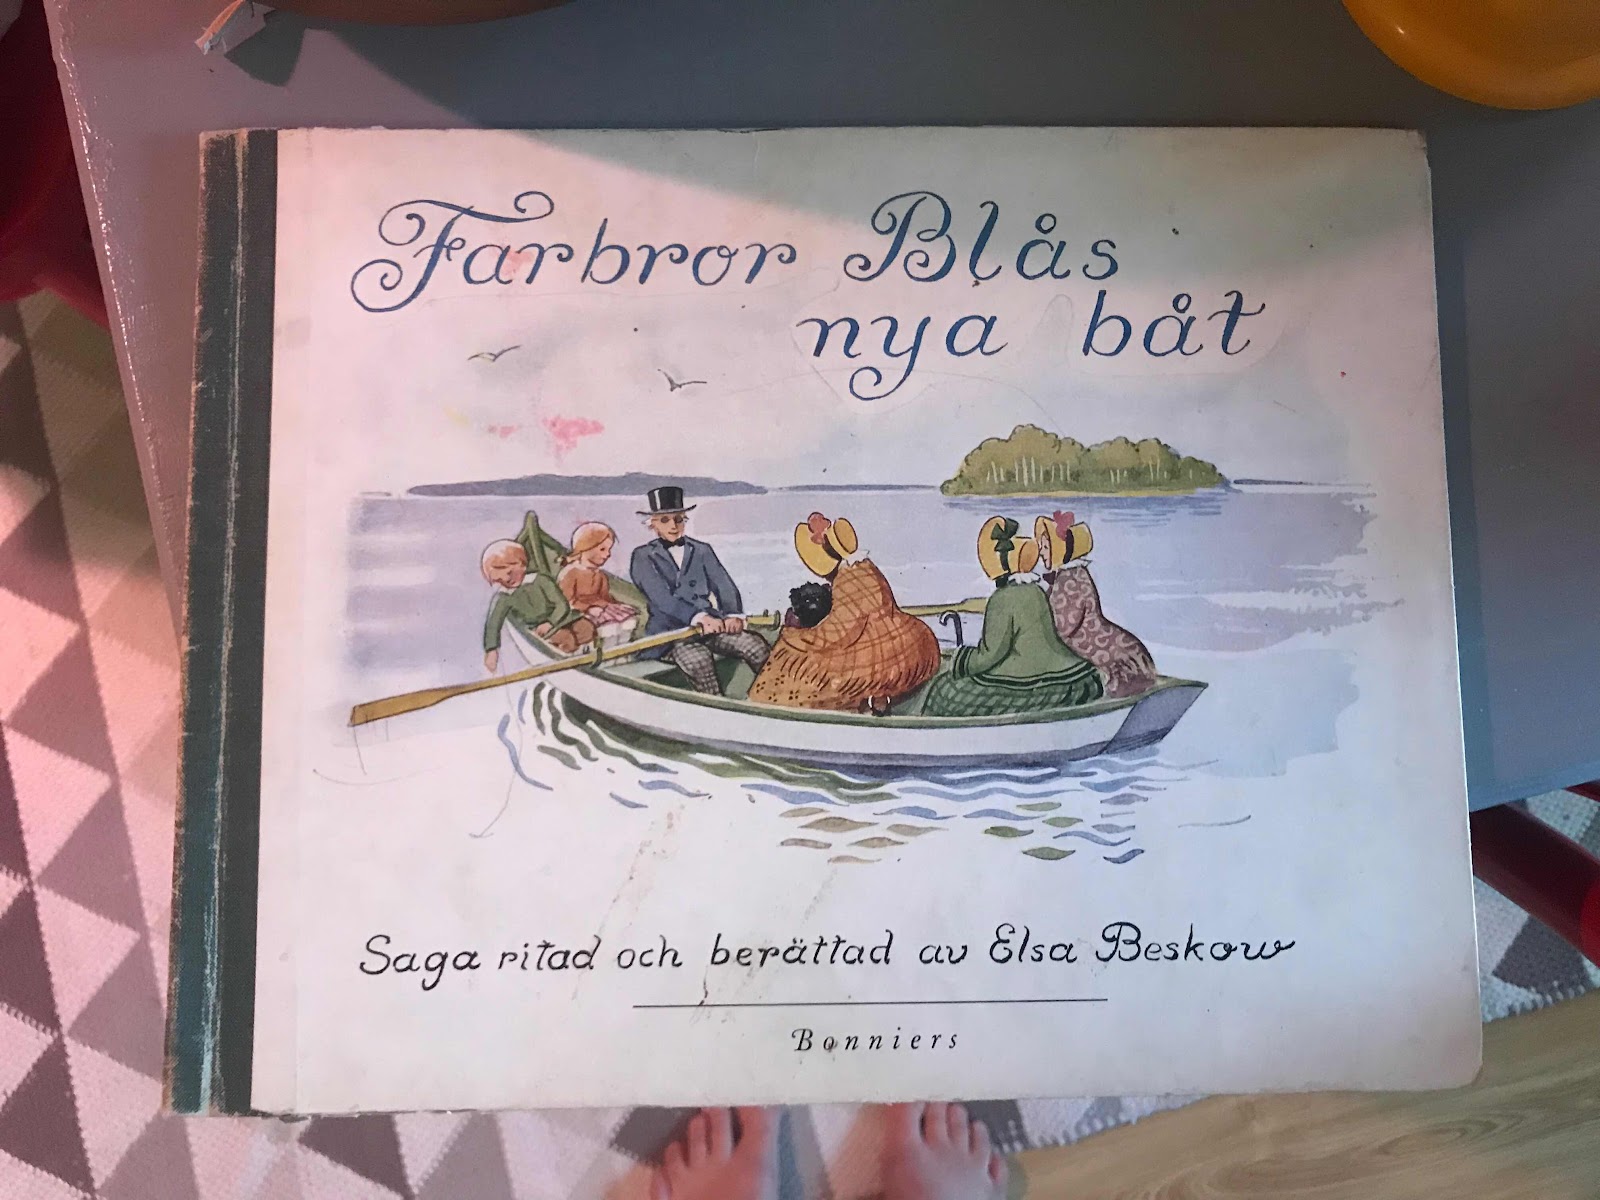 Farbror Blås
nya båt
Saga ritad och berättad av Elsa Beskow
Bonniers